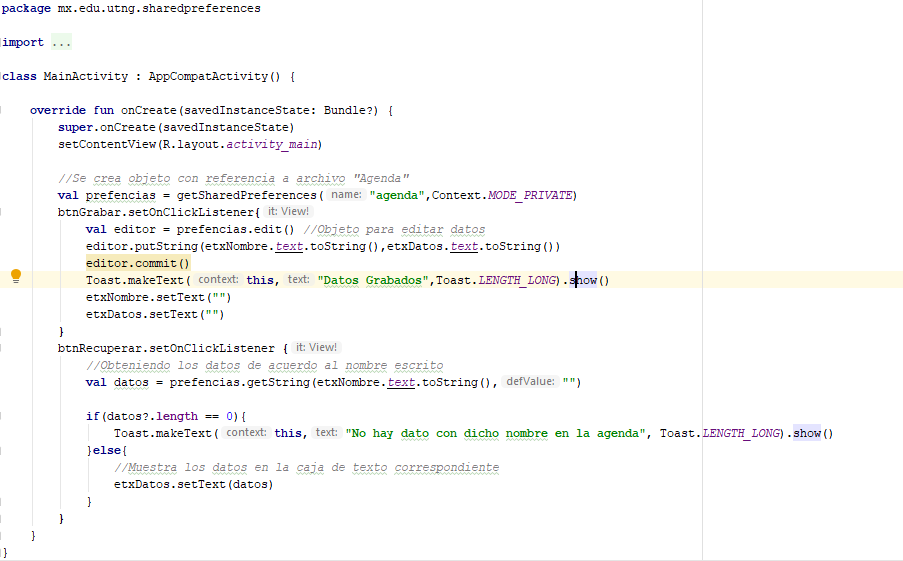 package mx.edu.utng.sharedpreferences
import ...
class MainActivity : AppCompatActivity() {
override fun onCreate(savedInstanceState: Bundle?) {
super.onCreate(savedInstanceState)
setContentView(R.layout.activity_main)
//Se crea objeto con referencia a archivo "Agenda"
val prefencias = getSharedPreferences( name: "agenda",Context.MODE_PRIVATE)
btnGrabar.setOnClickListener{ it: View!
val editor = prefencias.edit() //Objeto para editar datos
editor.putString(etxNombre.text.toString(),etxDatos.text.toString())
editor.commit()
Toast.makeText( context: this, text: "Datos Grabados",Toast.LENGTH_LONG).show()
etxNombre.setText("")
etxDatos.setText("")
}
btnRecuperar.setOnClickListener { it: View!
//Obteniendo los datos de acuerdo al nombre escrito
val datos = prefencias.getString(etxNombre.text.toString(), defValue: "")
if(datos?.length == 0){
Toast.makeText( context: this, text: "No hay dato con dicho nombre en la agenda", Toast.LENGTH_LONG).show()
}else{
//Muestra los datos en la caja de texto correspondiente
etxDatos.setText(datos)
}
}
}
}